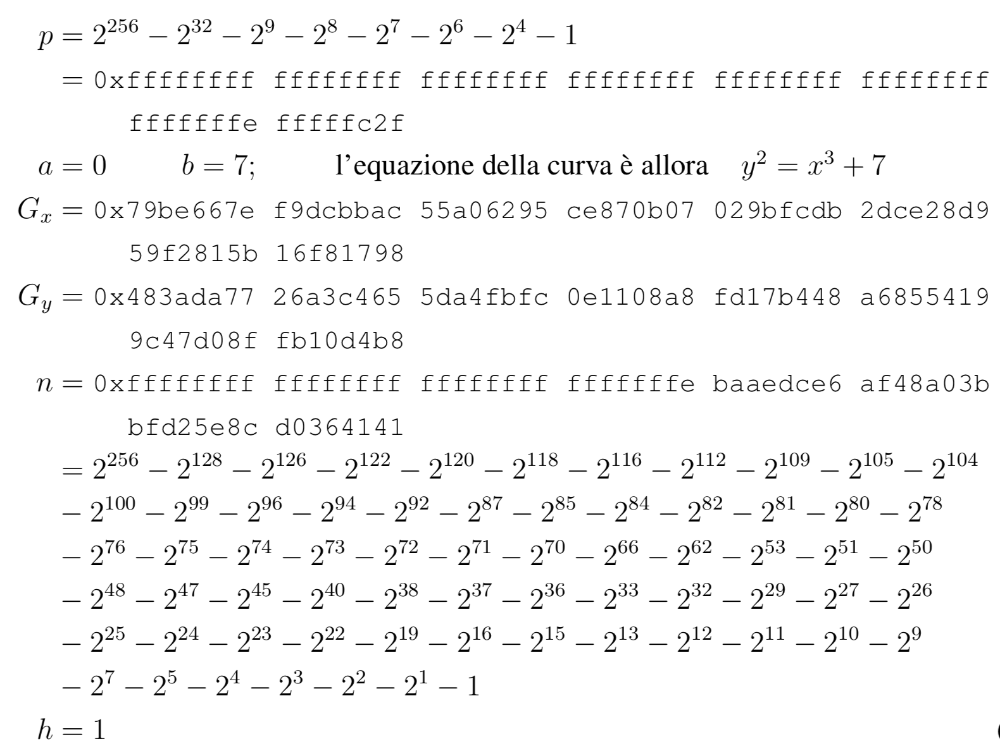 p = 2^256 − 2^32 − 2^9 − 2^8 − 2^7 − 2^6 − 2^4 − 1
= 0xffffffff ffffffff ffffffff ffffffff ffffffff ffffffff
fffffffe fffffc2f
a = 0 b = 7; l'equazione della curva è allora y^2 = x^3 + 7
G_x = 0x79be667e f9dcbbac 55a06295 ce870b07 029bfcdb 2dce28d9
59f2815b 16f81798
G_y = 0x483ada77 26a3c465 5da4fbfc 0e1108a8 fd17b448 a6855419
9c47d08f fb10d4b8
n = 0xffffffff ffffffff ffffffff fffffffe baaedce6 af48a03b
bfd25e8c d0364141
= 2^256 − 2^128 − 2^126 − 2^122 − 2^120 − 2^118 − 2^116 − 2^112 − 2^109 − 2^105 − 2^104
− 2^100 − 2^99 − 2^96 − 2^94 − 2^92 − 2^87 − 2^85 − 2^84 − 2^82 − 2^81 − 2^80 − 2^78
− 2^76 − 2^75 − 2^74 − 2^73 − 2^72 − 2^71 − 2^70 − 2^66 − 2^62 − 2^53 − 2^51 − 2^50
− 2^48 − 2^47 − 2^45 − 2^40 − 2^38 − 2^37 − 2^36 − 2^33 − 2^32 − 2^29 − 2^27 − 2^26
− 2^25 − 2^24 − 2^23 − 2^22 − 2^19 − 2^16 − 2^15 − 2^13 − 2^12 − 2^11 − 2^10 − 2^9
− 2^7 − 2^5 − 2^4 − 2^3 − 2^2 − 2^1 − 1
h = 1